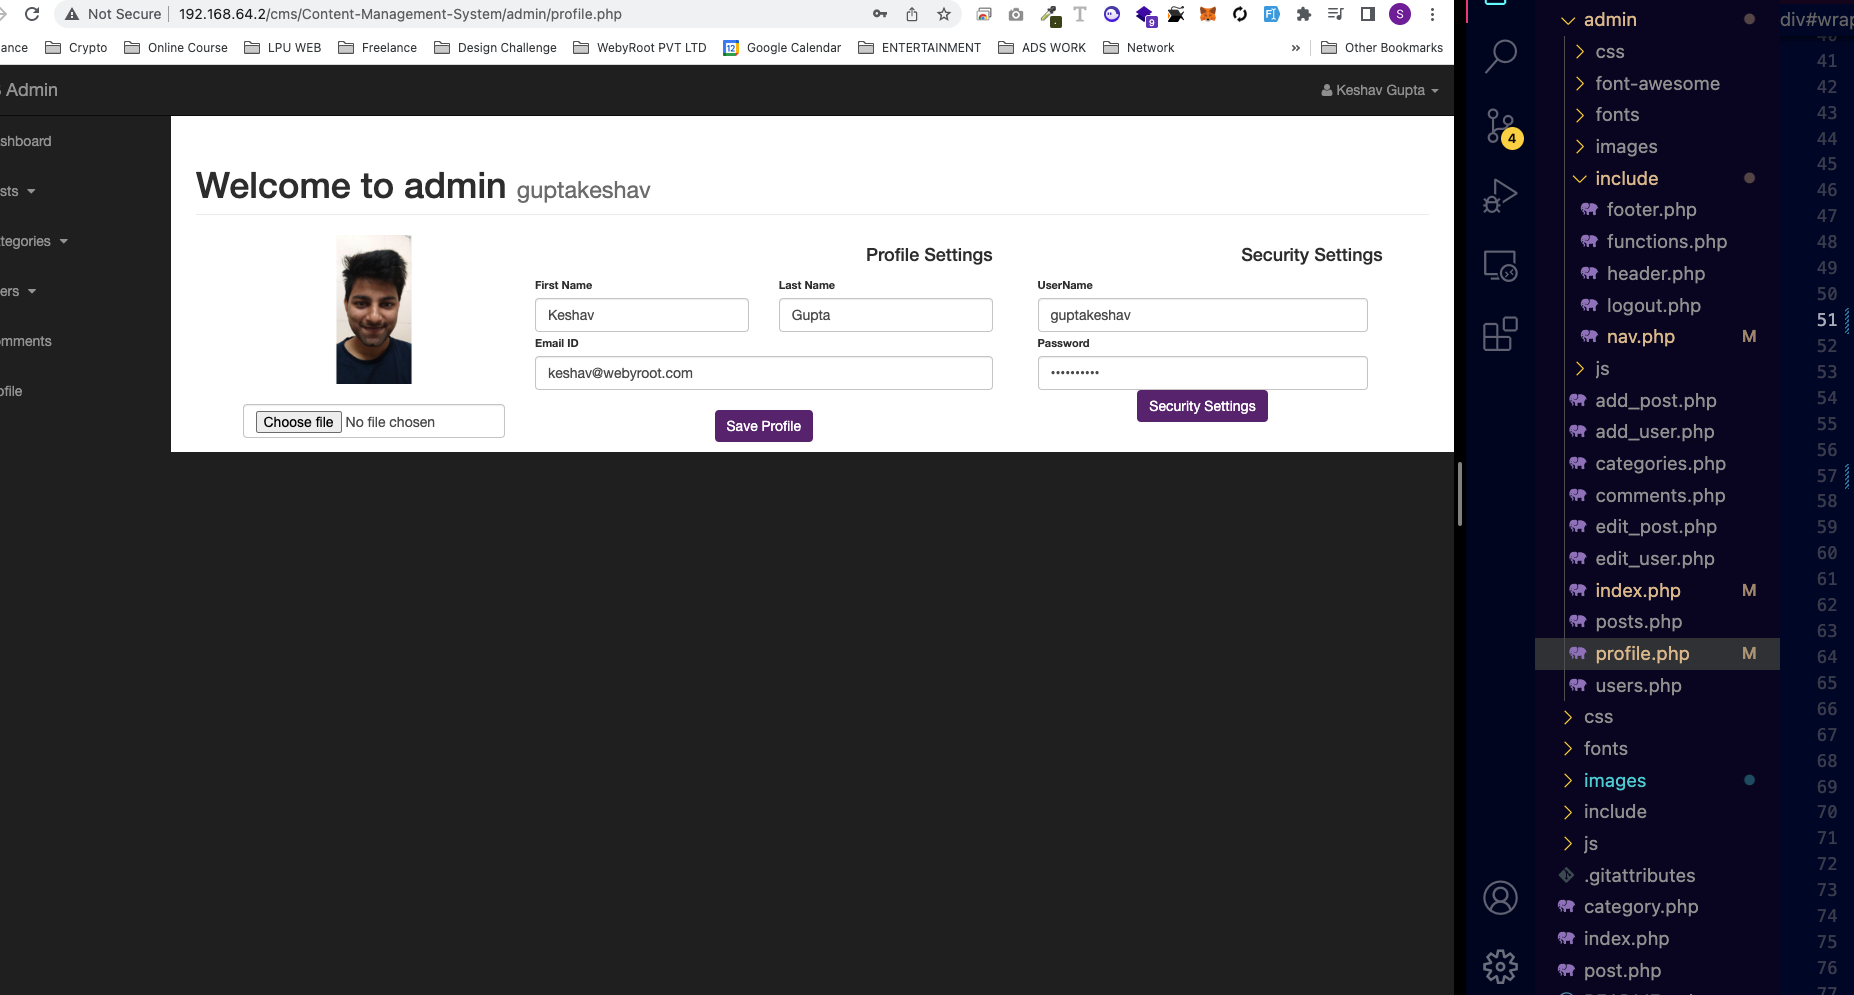 Not Secure 192.168.64.2/cms/Content-Management-System/admin/profile.php
ance Crypto Online Course LPU WEB Freelance Design Challenge WebyRoot PVT LTD Google Calendar ENTERTAINMENT ADS WORK Network » Other Bookmarks
Admin
Keshav Gupta
shboard
sts
tegories
ers
mments
ofile
Welcome to admin guptakeshav
Choose file No file chosen
Profile Settings
First Name
Last Name
Keshav
Gupta
Email ID
keshav@webyroot.com
Save Profile
Security Settings
UserName
guptakeshav
Password
••••••••••
Security Settings
4
admin
css
font-awesome
fonts
images
include
footer.php
functions.php
header.php
logout.php
nav.php M
js
add_post.php
add_user.php
categories.php
comments.php
edit_post.php
edit_user.php
index.php M
posts.php
profile.php M
users.php
css
fonts
images
include
js
.gitattributes
category.php
index.php
post.php
div#wrap
41
42
43
44
45
46
47
48
49
50
51
52
53
54
55
56
57
58
59
60
61
62
63
64
65
66
67
68
69
70
71
72
73
74
75
76